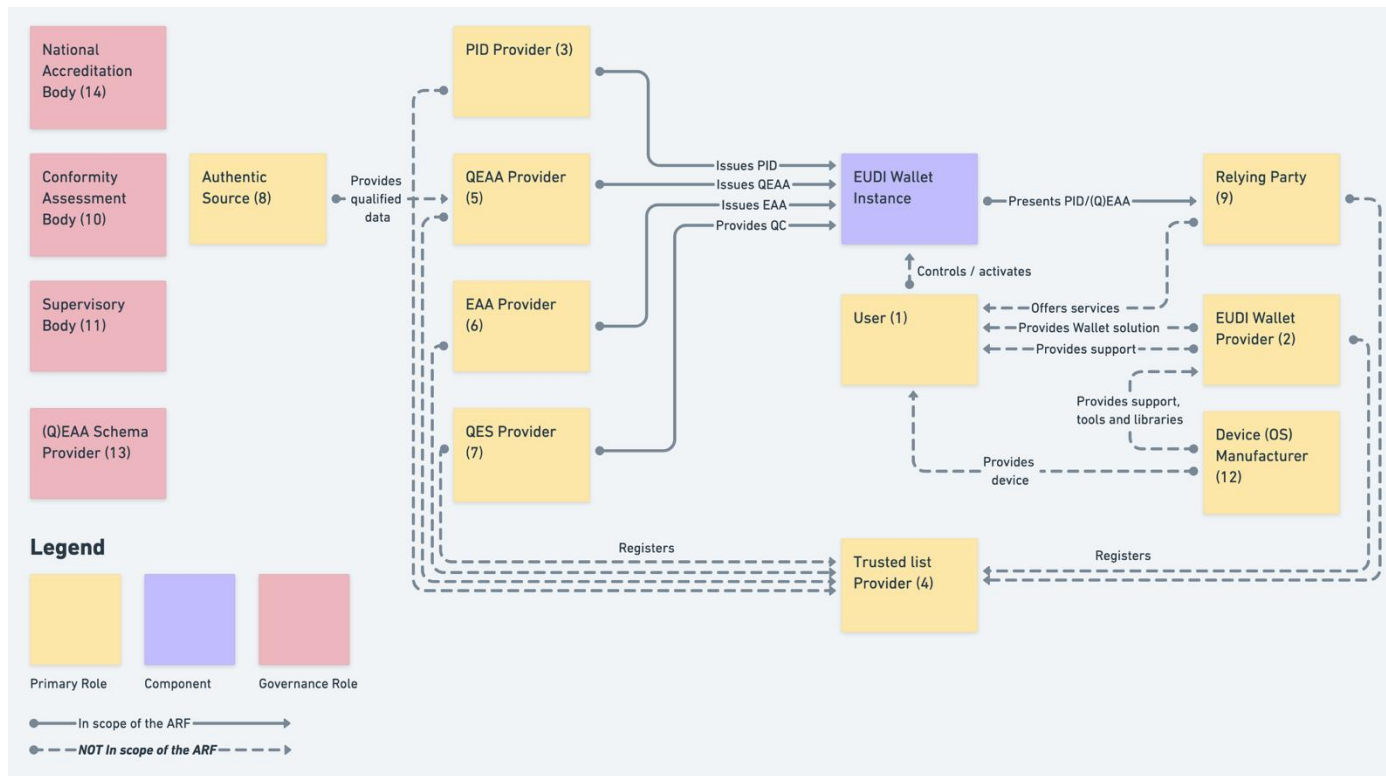 National
Accreditation
Body (14)
PID Provider (3)
Conformity
Assessment
Body (10)
Authentic
Source (8)
Provides
qualified
data
QEAA Provider
(5)
Issues PID
Issues QEAA
Issues EAA
Provides QC
EUDI Wallet
Instance
Presents PID/(Q)EAA
Relying Party
(9)
Controls / activates
Supervisory
Body (11)
EAA Provider
(6)
User (1)
Offers services
Provides Wallet solution
Provides support
EUDI Wallet
Provider (2)
Provides support,
tools and libraries
(Q)EAA Schema
Provider (13)
QES Provider
(7)
Provides
device
Device (OS)
Manufacturer
(12)
Registers
Trusted list
Provider (4)
Registers
Legend
Primary Role
Component
Governance Role
In scope of the ARF
NOT In scope of the ARF